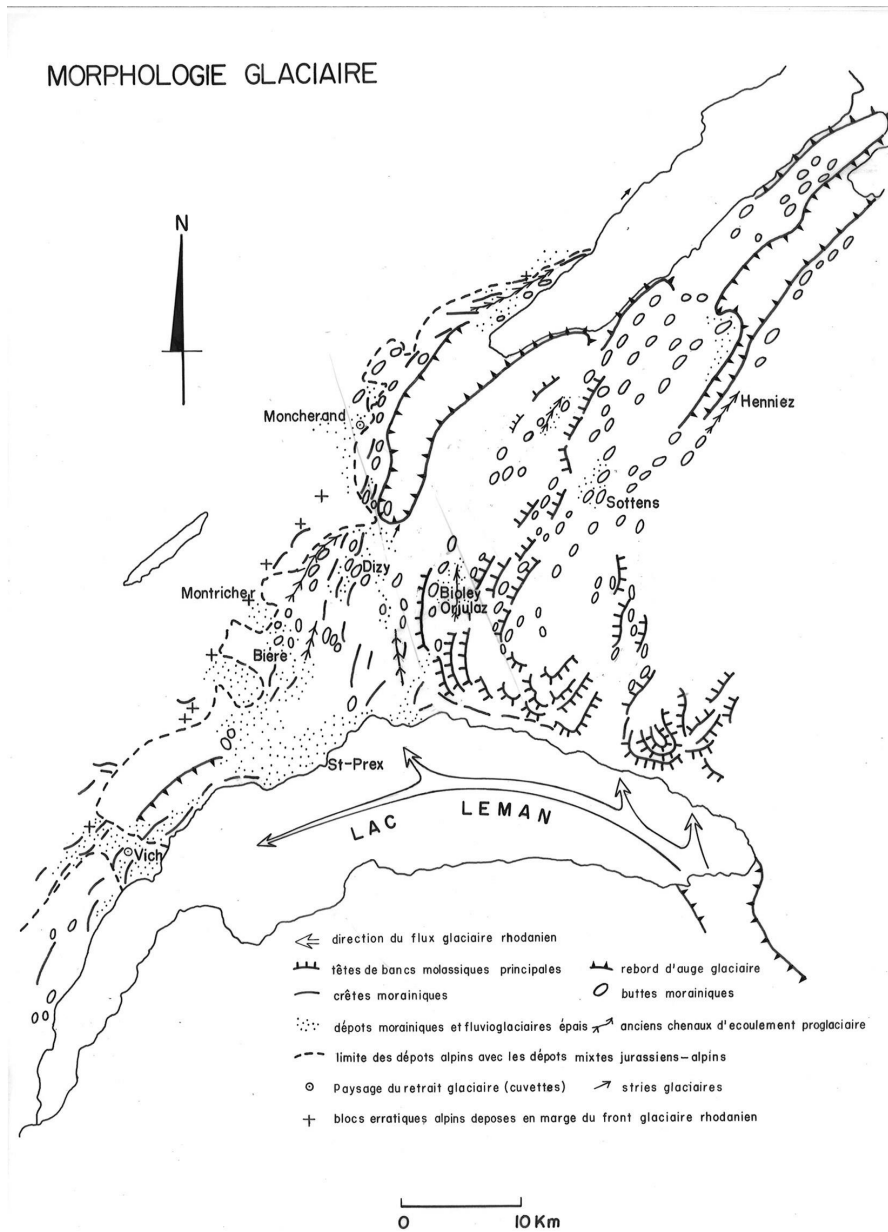 MORPHOLOGIE GLACIAIRE
N
Moncherand
Henniez
Sottens
Dizy
Montricher
Bioley
Orjulaz
Bière
St-Prex
LAC LEMAN
Vich
direction du flux glaciaire rhodanien
têtes de bancs molassiques principales
rebord d'auge glaciaire
crêtes morainiques
buttes morainiques
dépots morainiques et fluvioglaciaires épais
anciens chenaux d'ecoulement proglaciaire
limite des dépots alpins avec les dépots mixtes jurassiens-alpins
Paysage du retrait glaciaire (cuvettes)
stries glaciaires
blocs erratiques alpins deposes en marge du front glaciaire rhodanien
0 10 Km